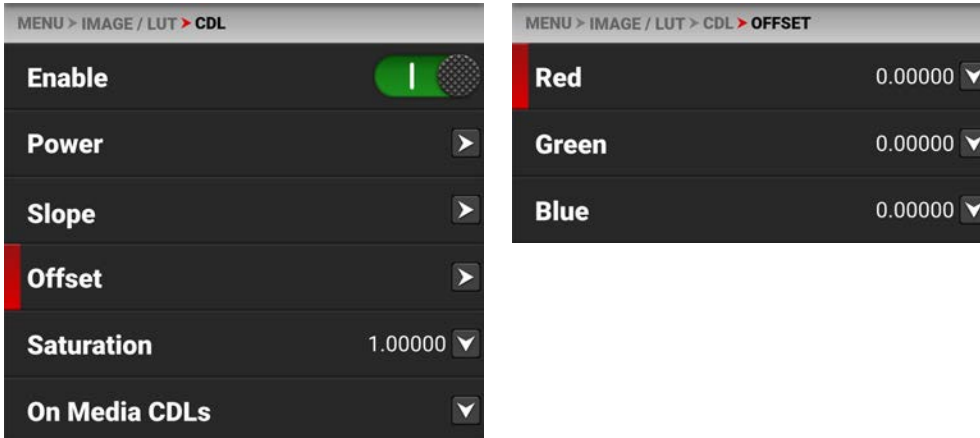 MENU > IMAGE / LUT > CDL
Enable
Power
Slope
Offset
Saturation 1.00000
On Media CDLs
MENU > IMAGE / LUT > CDL > OFFSET
Red 0.00000
Green 0.00000
Blue 0.00000